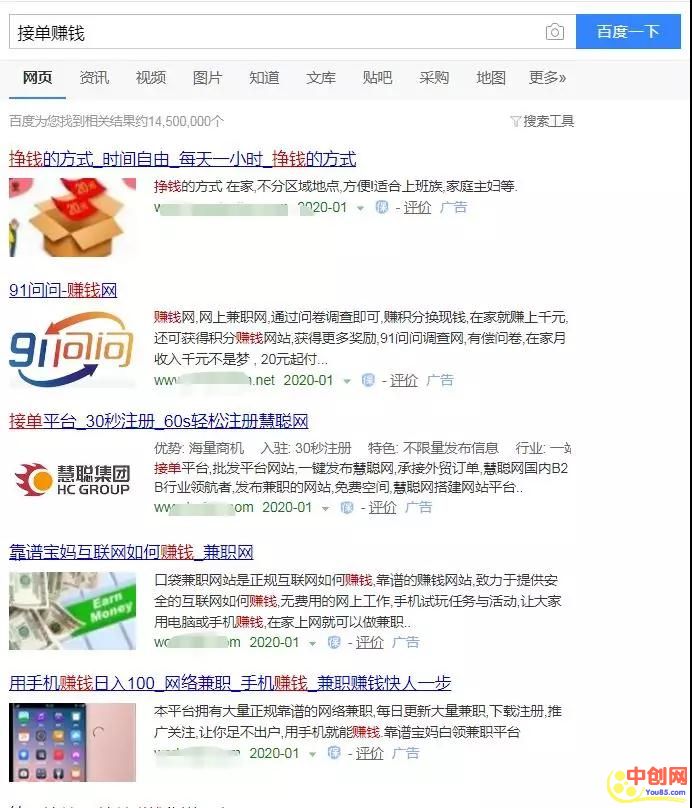 接单赚钱
百度一下
网页 资讯 视频 图片 知道 文库 贴吧 采购 地图 更多»
百度为您找到相关结果约14,500,000个
搜索工具
挣钱的方式_时间自由_每天一小时_挣钱的方式
挣钱的方式 在家,不分区域地点,方便!适合上班族,家庭主妇等.
2020-01 保 - 评价 广告
91问问-赚钱网
91问问
赚钱网,网上兼职网,通过问卷调查即可,赚积分换现钱,在家就赚上千元,
还可获得积分赚钱网站,获得更多奖励,91问问调查网,有偿问卷,在家月
收入千元不是梦，20元起付...
.net 2020-01 保 - 评价 广告
接单平台_30秒注册_60s轻松注册慧聪网
慧聪集团
HC GROUP
优势: 海量商机 入驻: 30秒注册 特色: 不限量发布信息 行业: 一站
接单平台,批发平台网站,一键发布慧聪网,承接外贸订单,慧聪网国内B2
B行业领航者,发布兼职的网站,免费空间,慧聪网搭建网站平台..
om 2020-01 保 - 评价 广告
靠谱宝妈互联网如何赚钱_兼职网
Earn
Money
口袋兼职网站是正规互联网如何赚钱,靠谱的赚钱网站,致力于提供安
全的互联网如何赚钱,无费用的网上工作,手机试玩任务与活动,让大家
用电脑或手机赚钱,在家上网就可以做兼职..
om 2020-01 保 - 评价 广告
用手机赚钱日入100_网络兼职_手机赚钱_兼职赚钱快人一步
本平台拥有大量正规靠谱的网络兼职,每日更新大量兼职,下载注册,推
广关注,让你足不出户,用手机就能赚钱.靠谱宝妈白领兼职平台
2020-01 保 - 评价 广告
中创网
You85.com